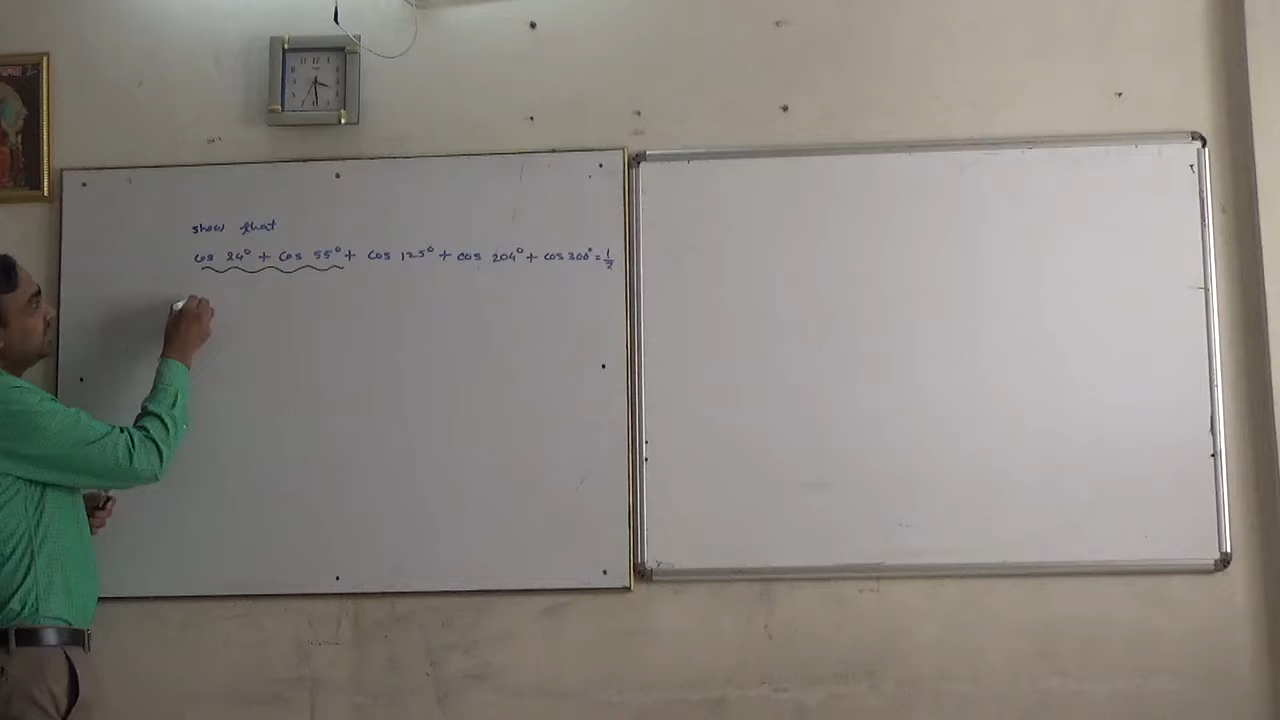 show that
cos 24° + cos 55° + cos 125° + cos 204° + cos 300° = 1/2